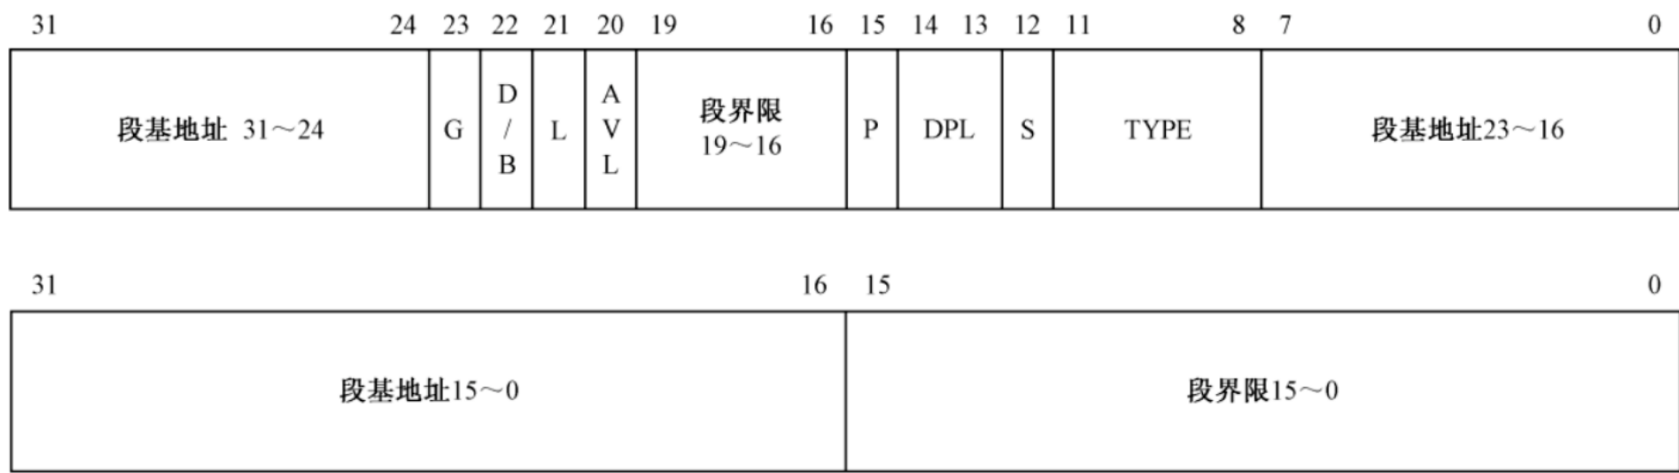 31 24 23 22 21 20 19 16 15 14 13 12 11 8 7 0
段基地址 31～24 G D/B L AVL 段界限 19～16 P DPL S TYPE 段基地址23～16
31 16 15 0
段基地址15～0 段界限15～0